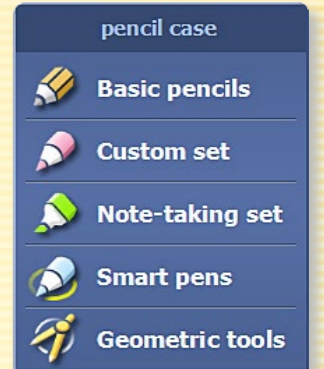 pencil case
Basic pencils
Custom set
Note-taking set
Smart pens
Geometric tools